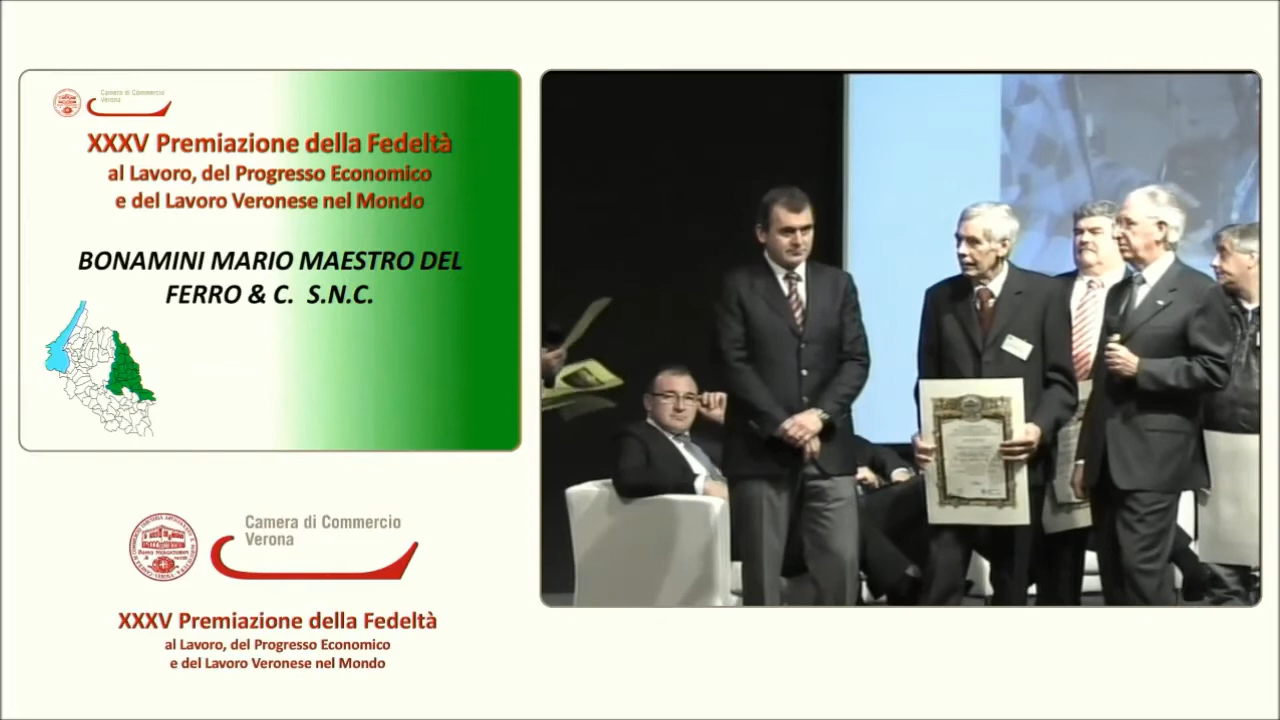 Camera di Commercio
Verona
XXXV Premiazione della Fedeltà
al Lavoro, del Progresso Economico
e del Lavoro Veronese nel Mondo
BONAMINI MARIO MAESTRO DEL
FERRO & C. S.N.C.
Camera di Commercio
Verona
XXXV Premiazione della Fedeltà
al Lavoro, del Progresso Economico
e del Lavoro Veronese nel Mondo